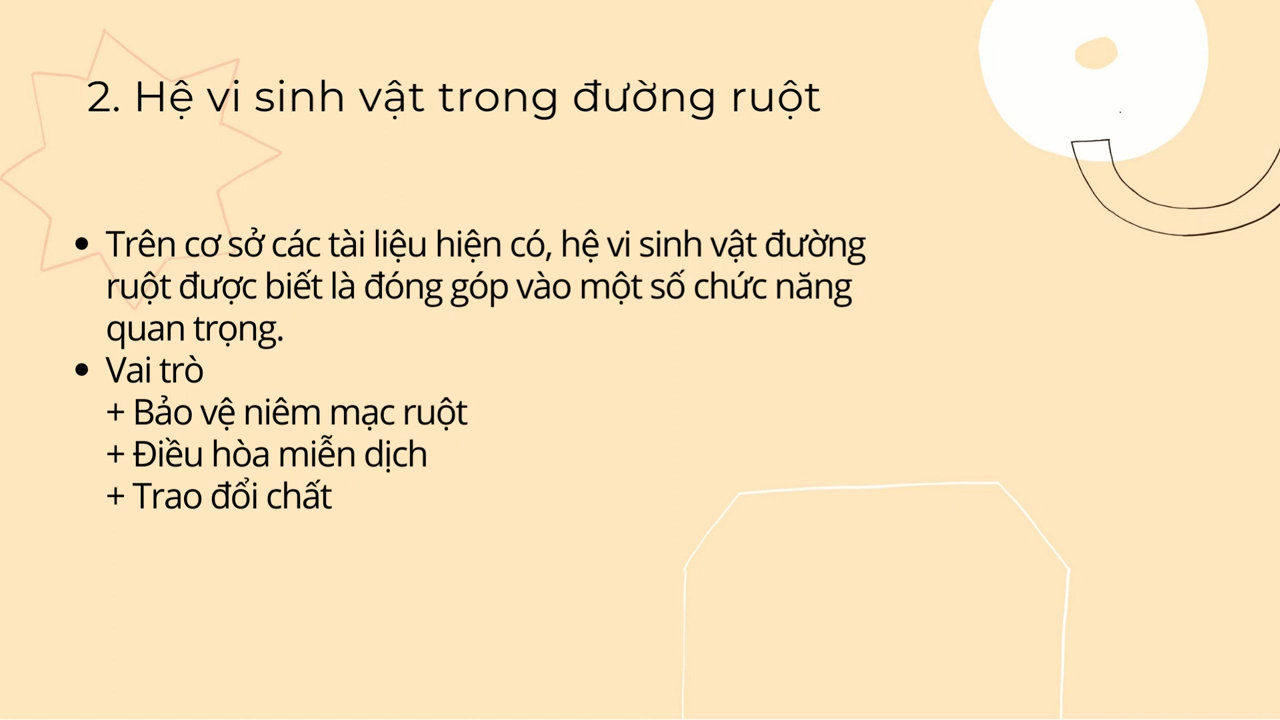 2. Hệ vi sinh vật trong đường ruột
• Trên cơ sở các tài liệu hiện có, hệ vi sinh vật đường
ruột được biết là đóng góp vào một số chức năng
quan trọng.
• Vai trò
+ Bảo vệ niêm mạc ruột
+ Điều hòa miễn dịch
+ Trao đổi chất